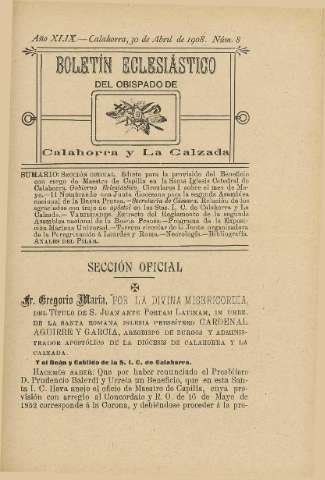 Año XLIX.—Calahorra, 30 de Abril de 1908. Núm. 8
BOLETÍN ECLESIÁSTICO
DEL OBISPADO DE
Calahorra y La Calzada
SUMARIO: SECCIÓN OFICIAL. Edicto para la provisión del Beneficio
con cargo de Maestro de Capilla en la Santa Iglesia Catedral de
Calahorra. Gobierno Eclesiástico. Circulares I sobre el mes de Ma-
yo.—II Nombrando una Junta diocesana para la segunda Asamblea
nacional de la Buena Prensa.—Secretaría de Cámara. Relación de los
agraciados con traje de apóstol en las Stas. I. C. de Calahorra y La
Calzada.— VARIEDADES. Extracto del Reglamento de la segunda
Asamblea nacional de la Buena Prensa.—Programa de la Exposi-
ción Mariana Universal.—Tercera circular de la Junta organizadora
de la Peregrinación á Lourdes y Roma.—Necrología.—Bibliografía.
ANALES DEL PILAR.
SECCIÓN OFICIAL
Fr. Gregorio María, POR LA DIVINA MISERICORDIA,
DEL TÍTULO DE S. JUAN ANTE PORTAM LATINAM, DE
DE LA SANTA ROMANA IGLESIA PRESBÍTERO CARDENAL
AGUIRRE Y GARCÍA, ARZOBISPO DE BURGOS Y ADMINIS-
TRADOR APOSTÓLICO DE LA DIÓCESIS DE CALAHORRA Y LA
CALZADA.
Y el Deán y Cabildo de la S. I. C. de Calahorra.
HACEMOS SABER: Que por haber renunciado el Presbítero
D. Prudencio Balerdi y Urreta un Beneficio, que en esta San-
ta I. C. lleva anejo el oficio de Maestro de Capilla, cuya pro-
visión con arreglo al Concordato y R. O. de 16 de Mayo de
1852 corresponde á la Corona, y debiéndose proceder á la pre-